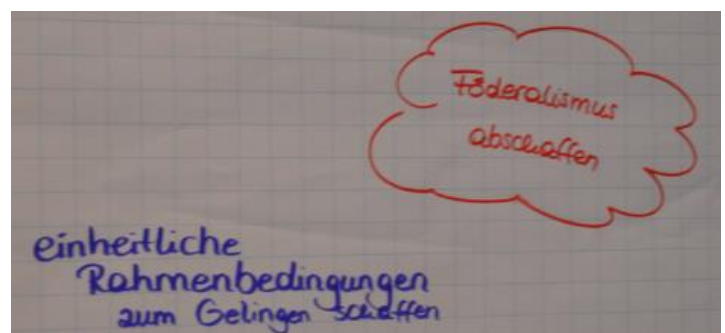 Föderalismus
abschaffen
einheitliche
Rahmenbedingungen
zum Gelingen schaffen